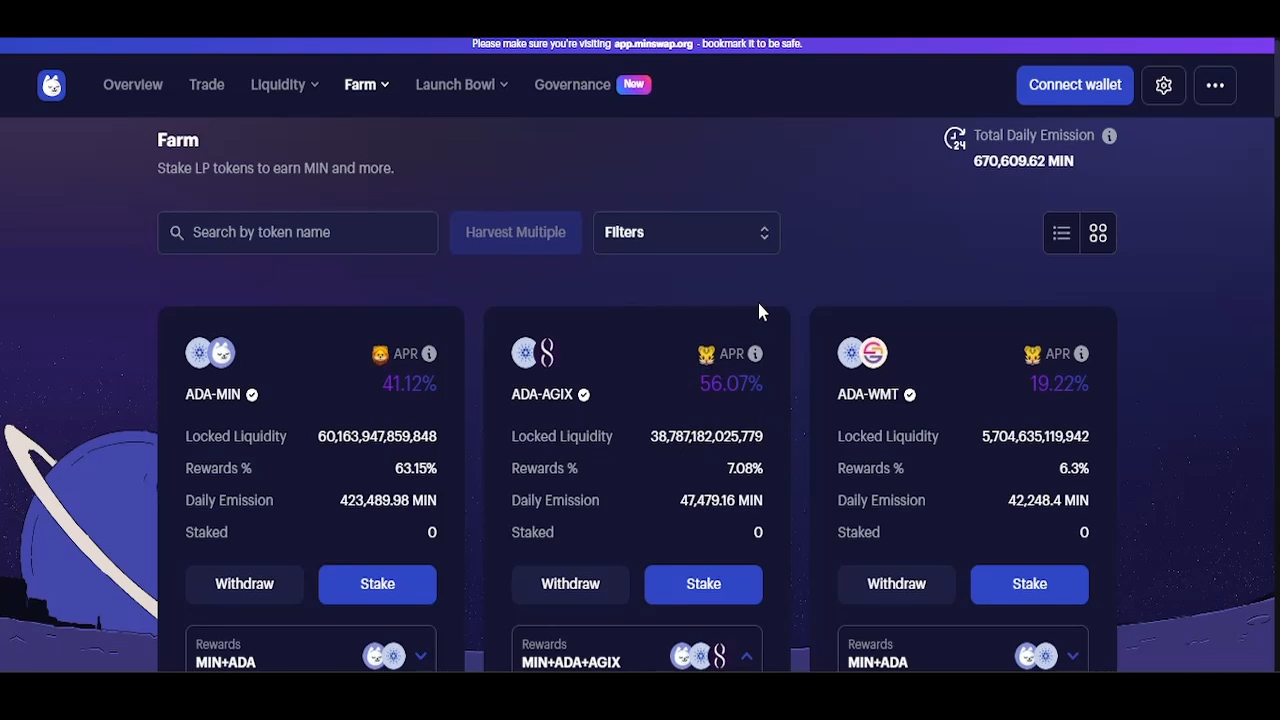 Please make sure you're visiting app.minswap.org - bookmark it to be safe.
Overview Trade Liquidity Farm Launch Bowl Governance New Connect wallet
Farm
Stake LP tokens to earn MIN and more.
24 Total Daily Emission
670,609.62 MIN
Search by token name Harvest Multiple Filters
APR
41.12%
ADA-MIN
Locked Liquidity 60,163,947,859,848
Rewards % 63.15%
Daily Emission 423,489.98 MIN
Staked 0
Withdraw Stake
Rewards
MIN+ADA
APR
56.07%
ADA-AGIX
Locked Liquidity 38,787,182,025,779
Rewards % 7.08%
Daily Emission 47,479.16 MIN
Staked 0
Withdraw Stake
Rewards
MIN+ADA+AGIX
APR
19.22%
ADA-WMT
Locked Liquidity 5,704,635,119,942
Rewards % 6.3%
Daily Emission 42,248.4 MIN
Staked 0
Withdraw Stake
Rewards
MIN+ADA